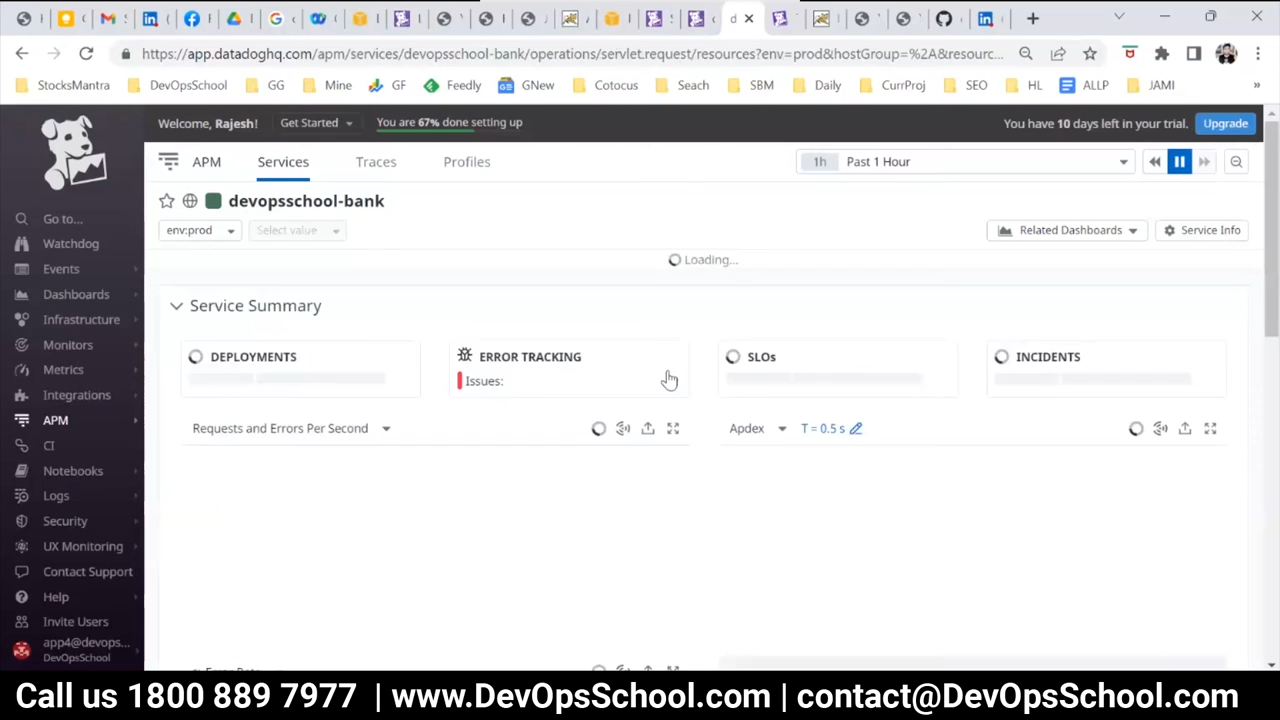 https://app.datadoghq.com/apm/services/devopsschool-bank/operations/servlet.request/resources?env=prod&hostGroup=%2A&resourc...
StocksMantra DevOpsSchool GG Mine GF Feedly GNew Cotocus Seach SBM Daily CurrProj SEO HL ALLP JAMI »
Welcome, Rajesh! Get Started You are 67% done setting up You have 10 days left in your trial. Upgrade
APM Services Traces Profiles 1h Past 1 Hour
devopsschool-bank
env:prod Select value Related Dashboards Service Info
Loading...
Service Summary
DEPLOYMENTS ERROR TRACKING SLOs INCIDENTS
Issues:
Requests and Errors Per Second Apdex T = 0.5 s
Go to...
Watchdog
Events
Dashboards
Infrastructure
Monitors
Metrics
Integrations
APM
CI
Notebooks
Logs
Security
UX Monitoring
Contact Support
Help
Invite Users
app4@devops...
DevOpsSchool
Call us 1800 889 7977 | www.DevOpsSchool.com | contact@DevOpsSchool.com